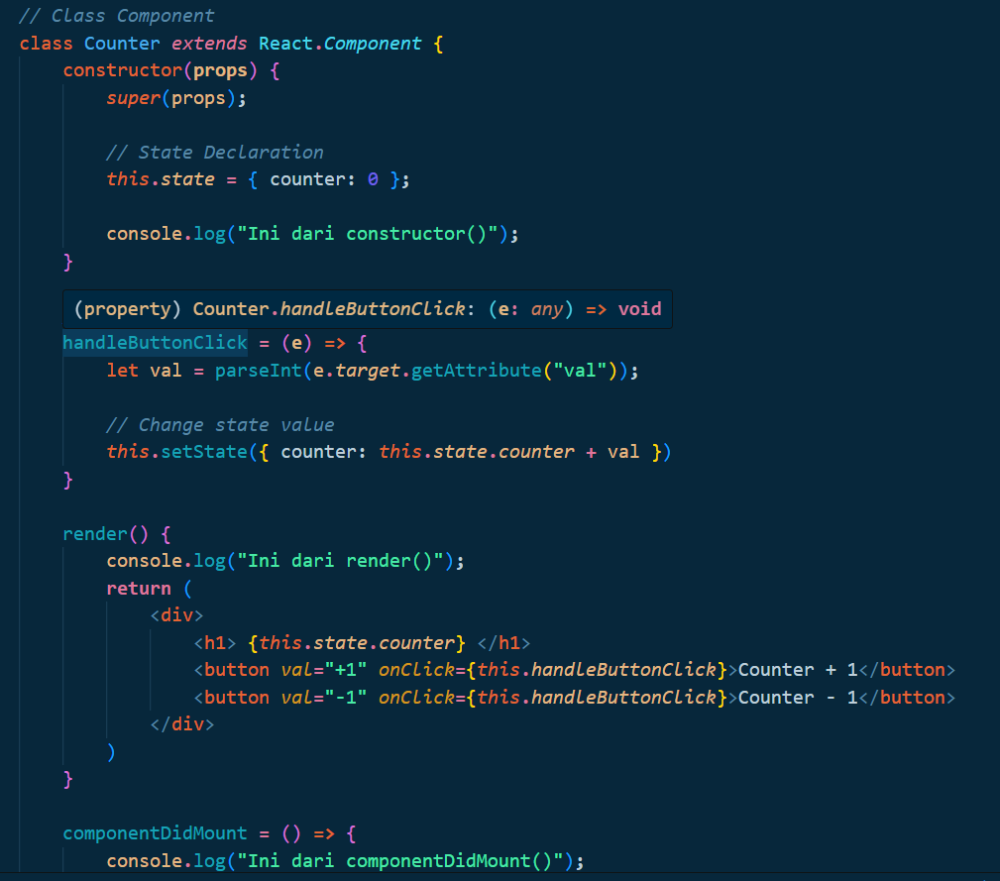 // Class Component
class Counter extends React.Component {
constructor(props) {
super(props);
// State Declaration
this.state = { counter: 0 };
console.log("Ini dari constructor()");
}
(property) Counter.handleButtonClick: (e: any) => void
handleButtonClick = (e) => {
let val = parseInt(e.target.getAttribute("val"));
// Change state value
this.setState({ counter: this.state.counter + val })
}
render() {
console.log("Ini dari render()");
return (
<div>
<h1> {this.state.counter} </h1>
<button val="+1" onClick={this.handleButtonClick}>Counter + 1</button>
<button val="-1" onClick={this.handleButtonClick}>Counter - 1</button>
</div>
)
}
componentDidMount = () => {
console.log("Ini dari componentDidMount()");